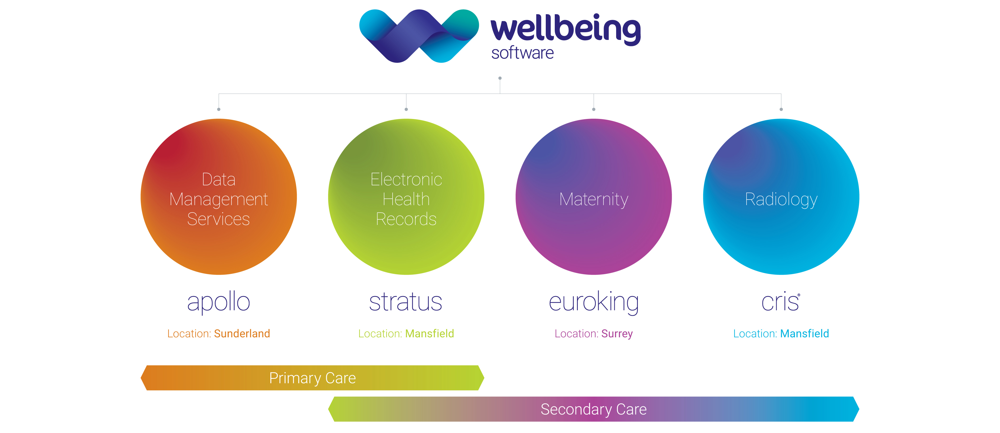 wellbeing
software
Data
Management
Services
Electronic
Health
Records
Maternity
Radiology
apollo
stratus
euroking
cris®
Location: Sunderland
Location: Mansfield
Location: Surrey
Location: Mansfield
Primary Care
Secondary Care